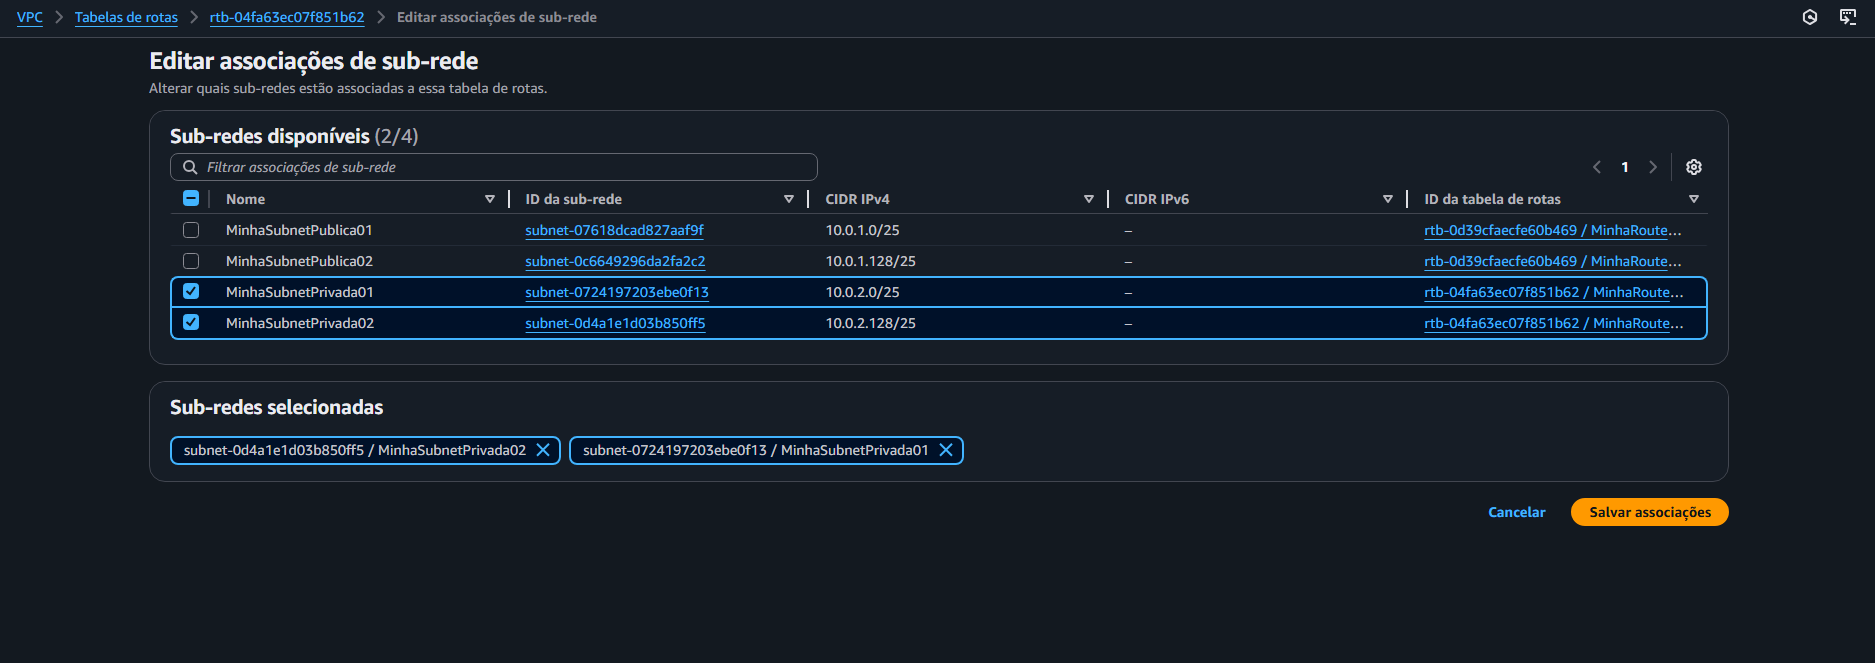 VPC > Tabelas de rotas > rtb-04fa63ec07f851b62 > Editar associações de sub-rede
Editar associações de sub-rede
Alterar quais sub-redes estão associadas a essa tabela de rotas.
Sub-redes disponíveis (2/4)
Filtrar associações de sub-rede
1
Nome ID da sub-rede CIDR IPv4 CIDR IPv6 ID da tabela de rotas
MinhaSubnetPublica01 subnet-07618dcad827aaf9f 10.0.1.0/25 – rtb-0d39cfaecfe60b469 / MinhaRoute...
MinhaSubnetPublica02 subnet-0c6649296da2fa2c2 10.0.1.128/25 – rtb-0d39cfaecfe60b469 / MinhaRoute...
MinhaSubnetPrivada01 subnet-0724197203ebe0f13 10.0.2.0/25 – rtb-04fa63ec07f851b62 / MinhaRoute...
MinhaSubnetPrivada02 subnet-0d4a1e1d03b850ff5 10.0.2.128/25 – rtb-04fa63ec07f851b62 / MinhaRoute...
Sub-redes selecionadas
subnet-0d4a1e1d03b850ff5 / MinhaSubnetPrivada02 subnet-0724197203ebe0f13 / MinhaSubnetPrivada01
Cancelar Salvar associações